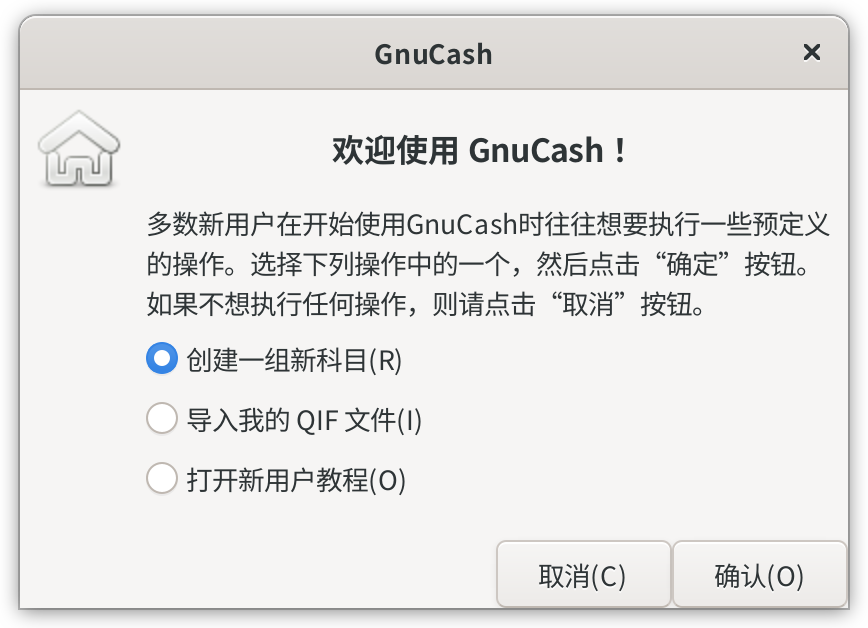 GnuCash
欢迎使用 GnuCash！
多数新用户在开始使用GnuCash时往往想要执行一些预定义
的操作。选择下列操作中的一个，然后点击“确定”按钮。
如果不想执行任何操作，则请点击“取消”按钮。
创建一组新科目(R)
导入我的 QIF 文件(I)
打开新用户教程(O)
取消(C)
确认(O)